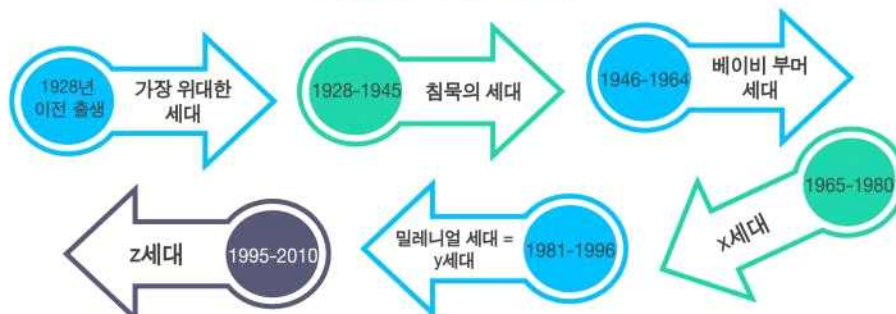 1928년
이전 출생
가장 위대한
세대
1928-1945
침묵의 세대
1946-1964
베이비 부머
세대
1965-1980
x세대
1981-1996
밀레니얼 세대 =
y세대
1995-2010
z세대